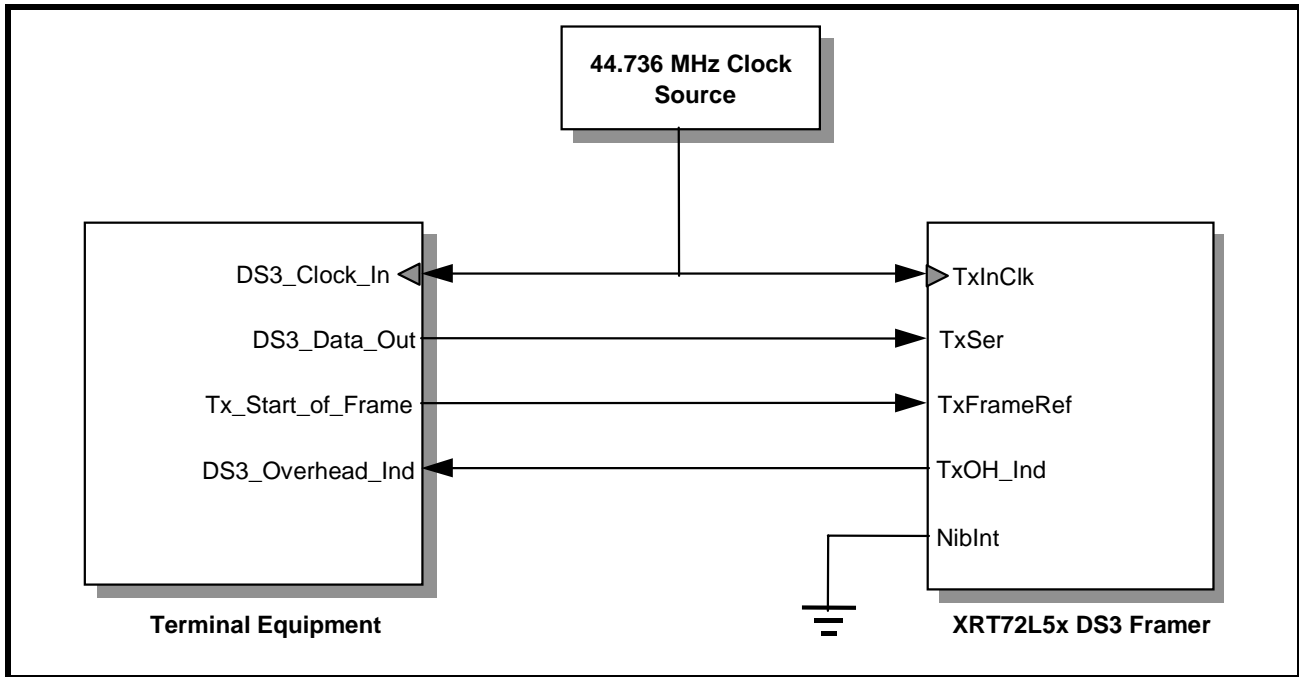 44.736 MHz Clock
Source
DS3_Clock_In
TxInClk
DS3_Data_Out
TxSer
Tx_Start_of_Frame
TxFrameRef
DS3_Overhead_Ind
TxOH_Ind
NibInt
Terminal Equipment
XRT72L5x DS3 Framer